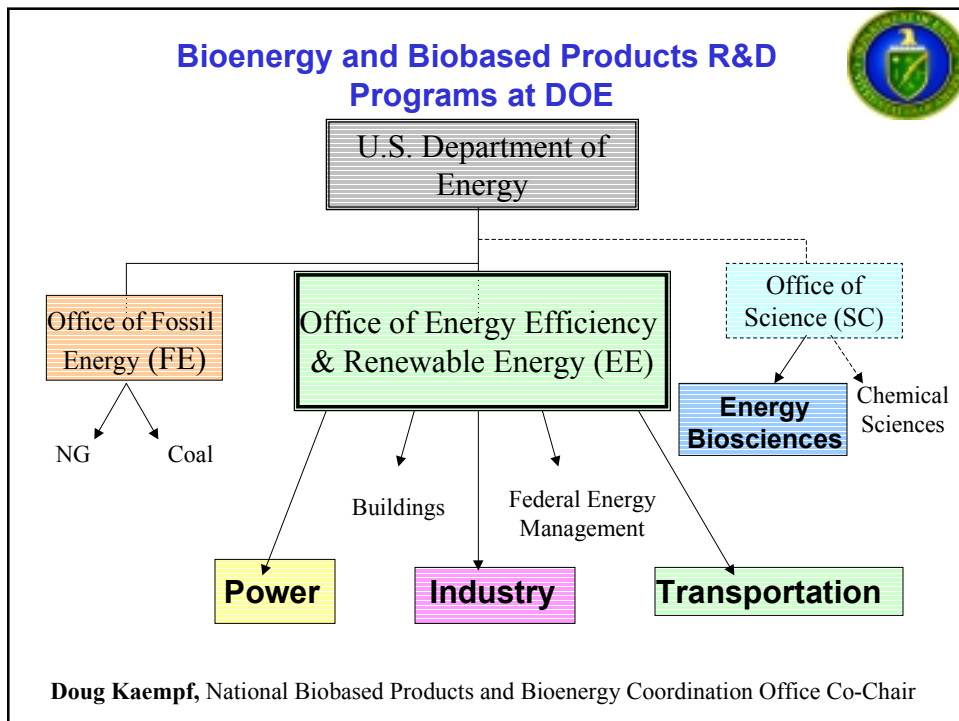 Bioenergy and Biobased Products R&D
Programs at DOE
U.S. Department of
Energy
Office of Fossil
Energy (FE)
Office of Energy Efficiency
& Renewable Energy (EE)
Office of
Science (SC)
Energy
Biosciences
Chemical
Sciences
NG
Coal
Buildings
Federal Energy
Management
Power
Industry
Transportation
Doug Kaempf, National Biobased Products and Bioenergy Coordination Office Co-Chair